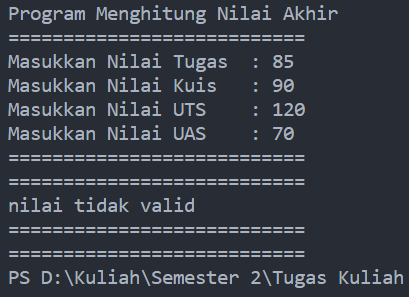 Program Menghitung Nilai Akhir
===========================
Masukkan Nilai Tugas  : 85
Masukkan Nilai Kuis   : 90
Masukkan Nilai UTS    : 120
Masukkan Nilai UAS    : 70
===========================
===========================
nilai tidak valid
===========================
===========================
PS D:\Kuliah\Semester 2\Tugas Kuliah